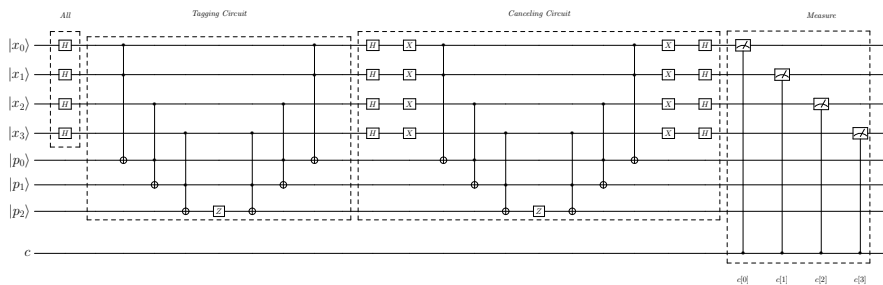 All Tagging Circuit Canceling Circuit Measure
|x₀⟩ H H X X H
|x₁⟩ H H X X H
|x₂⟩ H H X X H
|x₃⟩ H H X X H
|p₀⟩
|p₁⟩
|p₂⟩ Z Z
c
c[0] c[1] c[2] c[3]